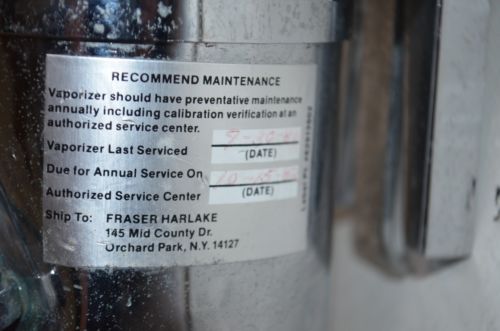 RECOMMEND MAINTENANCE
Vaporizer should have preventative maintenance
annually including calibration verification at an
authorized service center.
Vaporizer Last Serviced
(DATE)
Due for Annual Service On
(DATE)
Authorized Service Center
Ship To: FRASER HARLAKE
145 Mid County Dr.
Orchard Park, N.Y. 14127